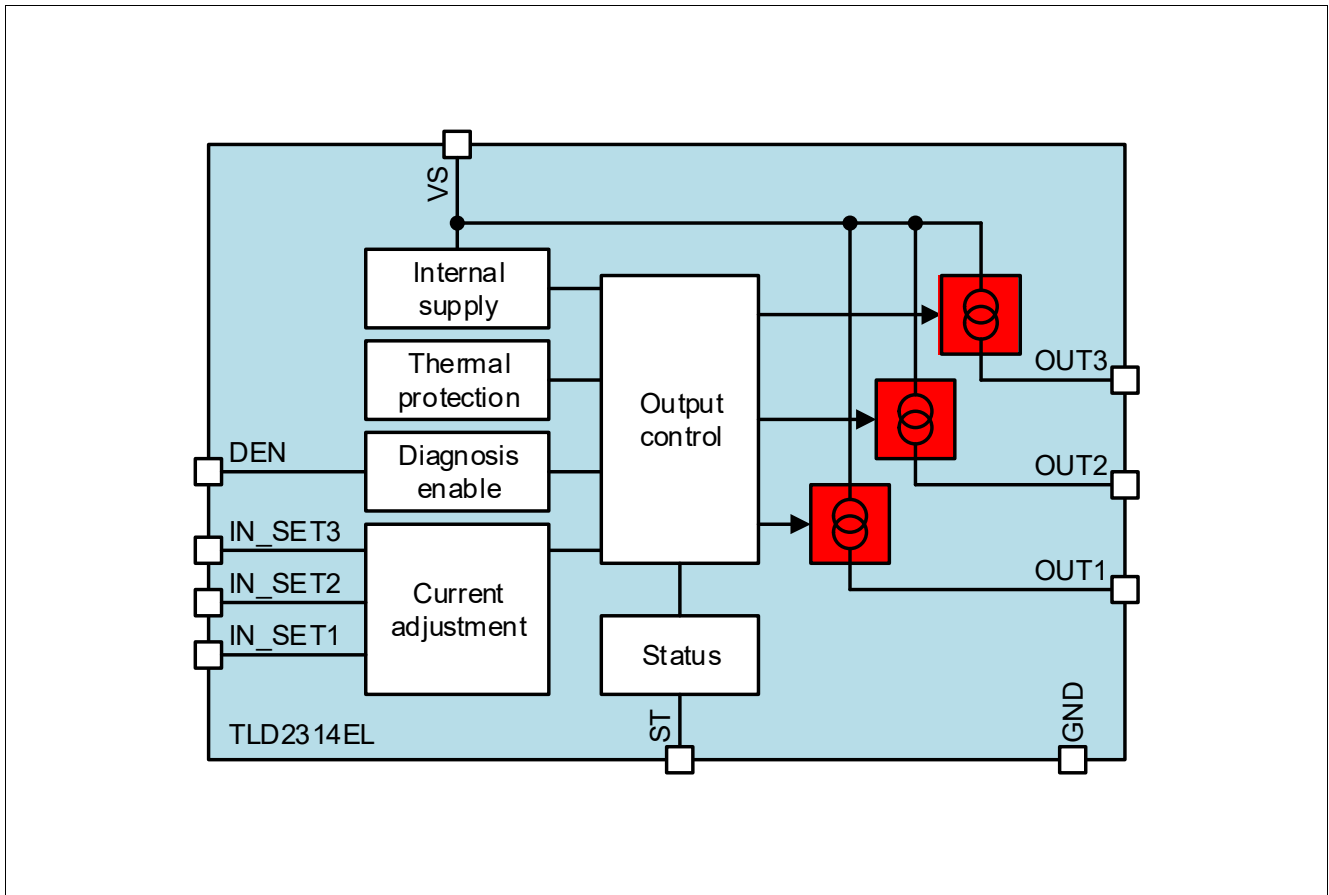 VS
Internal
supply
Thermal
protection
Output
control
OUT3
DEN
Diagnosis
enable
OUT2
IN_SET3
IN_SET2
IN_SET1
Current
adjustment
OUT1
Status
TLD2314EL
ST
GND